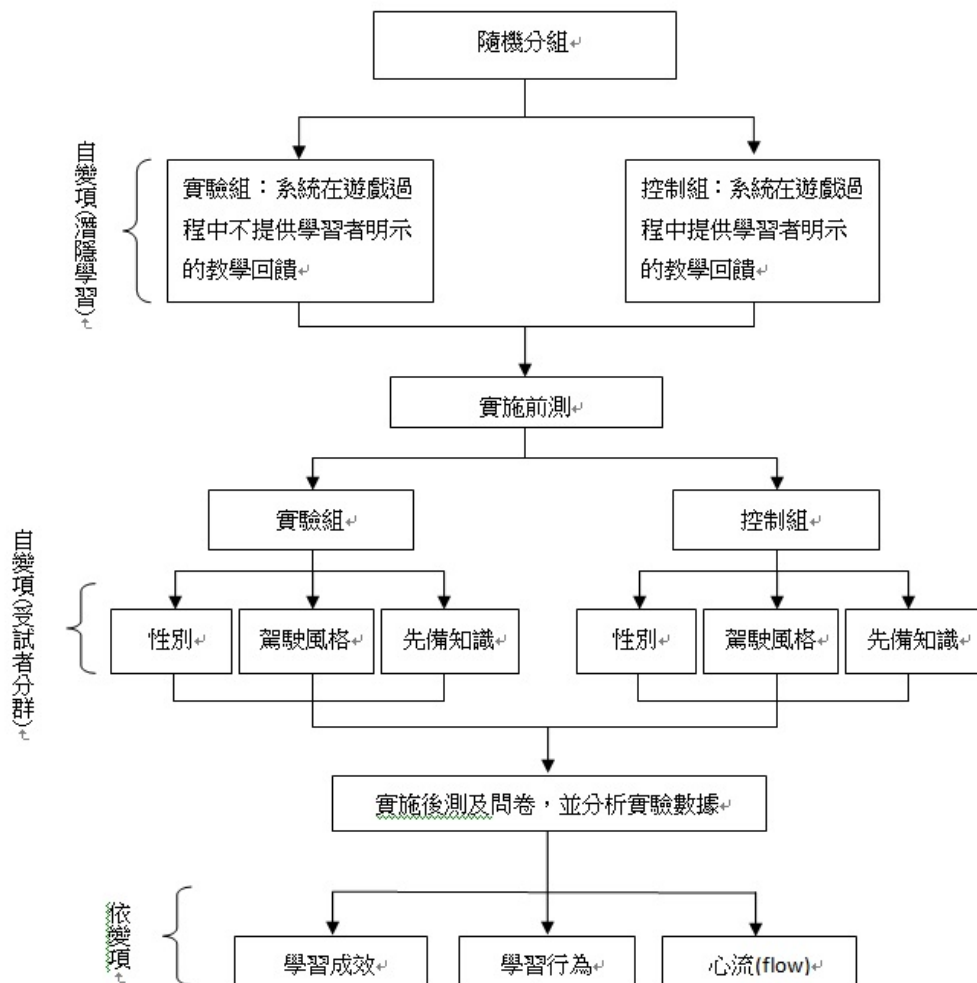 隨機分組
自變項(潛隱學習)
實驗組：系統在遊戲過
程中不提供學習者明示
的教學回饋
控制組：系統在遊戲過
程中提供學習者明示
的教學回饋
實施前測
實驗組
控制組
自變項(受試者分群)
性別
駕駛風格
先備知識
性別
駕駛風格
先備知識
實施後測及問卷，並分析實驗數據
依變項
學習成效
學習行為
心流(flow)